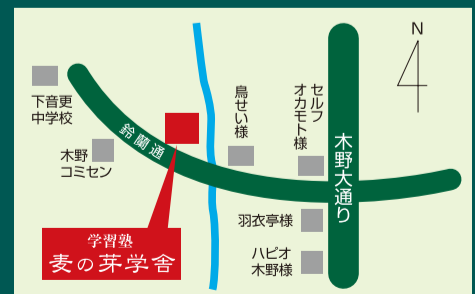 N
下音更
中学校
木野
コミセン
鈴蘭通
鳥せい様
セルフ
オカモト様
木野大通り
羽衣亭様
ハピオ
木野様
学習塾
麦の芽学舎